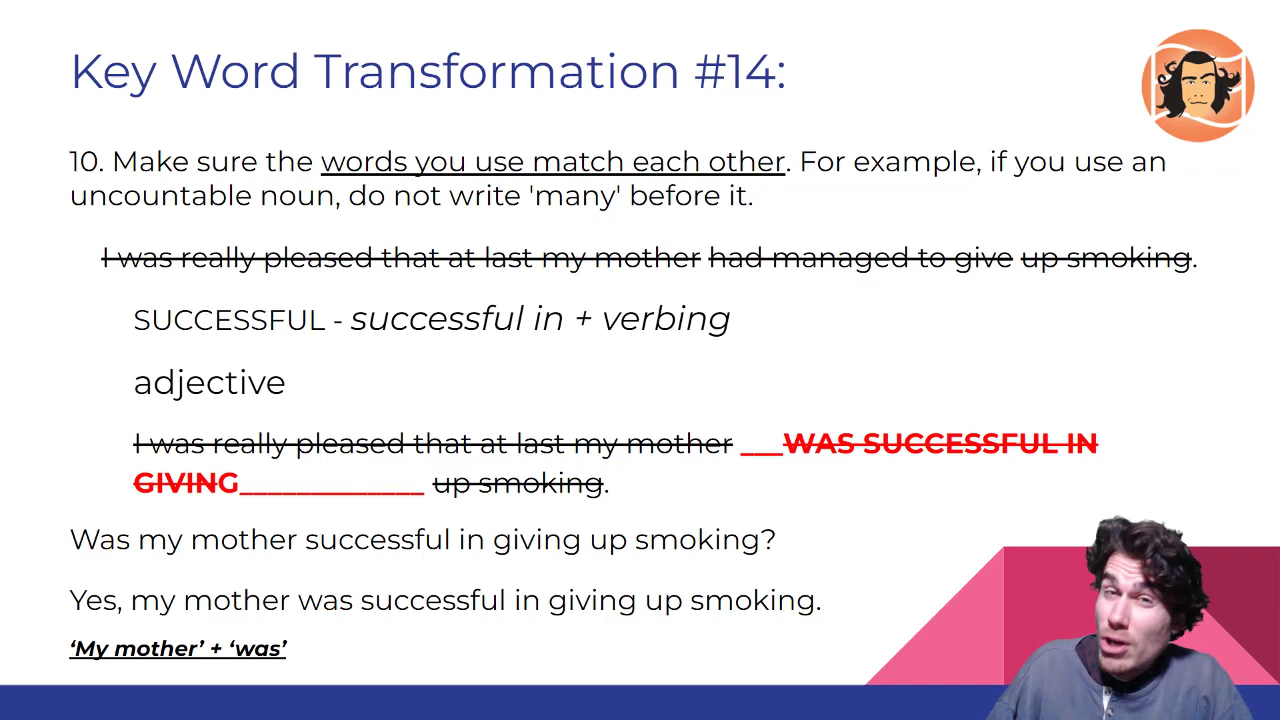 Key Word Transformation #14:
10. Make sure the words you use match each other. For example, if you use an
uncountable noun, do not write 'many' before it.
I was really pleased that at last my mother had managed to give up smoking.
SUCCESSFUL - successful in + verbing
adjective
I was really pleased that at last my mother ___WAS SUCCESSFUL IN
GIVING_____________ up smoking.
Was my mother successful in giving up smoking?
Yes, my mother was successful in giving up smoking.
‘My mother’ + ‘was’